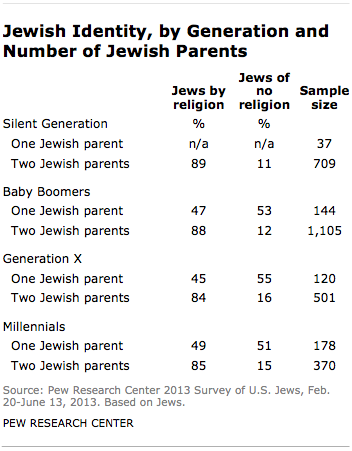 Jewish Identity, by Generation and
Number of Jewish Parents
Jews by religion Jews of no religion Sample size
Silent Generation % %
One Jewish parent n/a n/a 37
Two Jewish parents 89 11 709
Baby Boomers
One Jewish parent 47 53 144
Two Jewish parents 88 12 1,105
Generation X
One Jewish parent 45 55 120
Two Jewish parents 84 16 501
Millennials
One Jewish parent 49 51 178
Two Jewish parents 85 15 370
Source: Pew Research Center 2013 Survey of U.S. Jews, Feb.
20-June 13, 2013. Based on Jews.
PEW RESEARCH CENTER